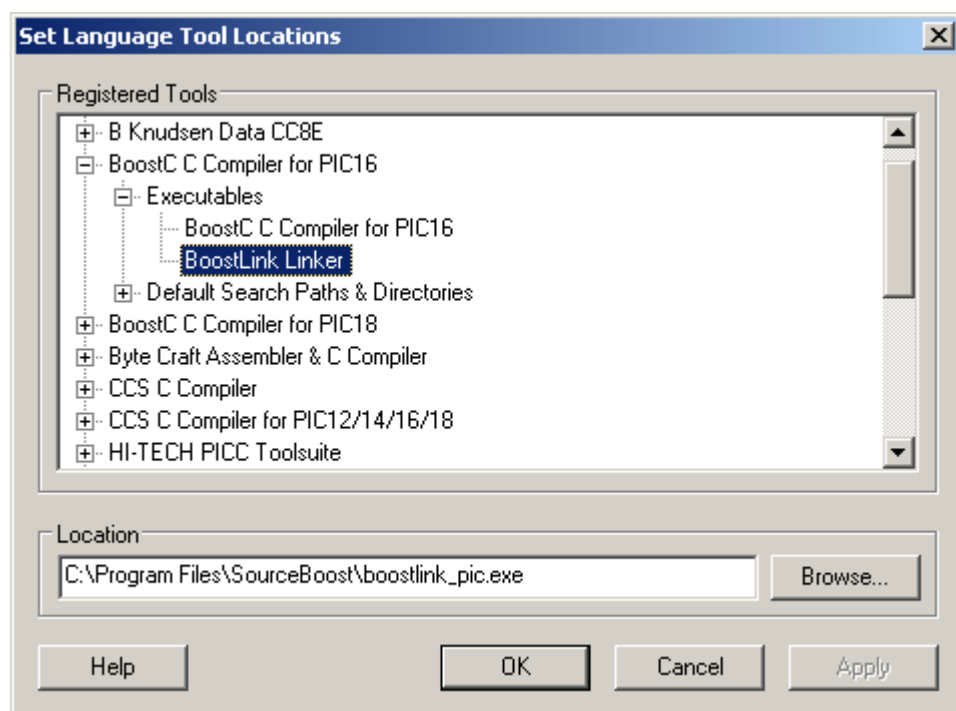 Set Language Tool Locations
Registered Tools
B Knudsen Data CC8E
BoostC C Compiler for PIC16
Executables
BoostC C Compiler for PIC16
BoostLink Linker
Default Search Paths & Directories
BoostC C Compiler for PIC18
Byte Craft Assembler & C Compiler
CCS C Compiler
CCS C Compiler for PIC12/14/16/18
HI-TECH PICC Toolsuite
Location
C:\Program Files\SourceBoost\boostlink_pic.exe
Browse...
Help
OK
Cancel
Apply